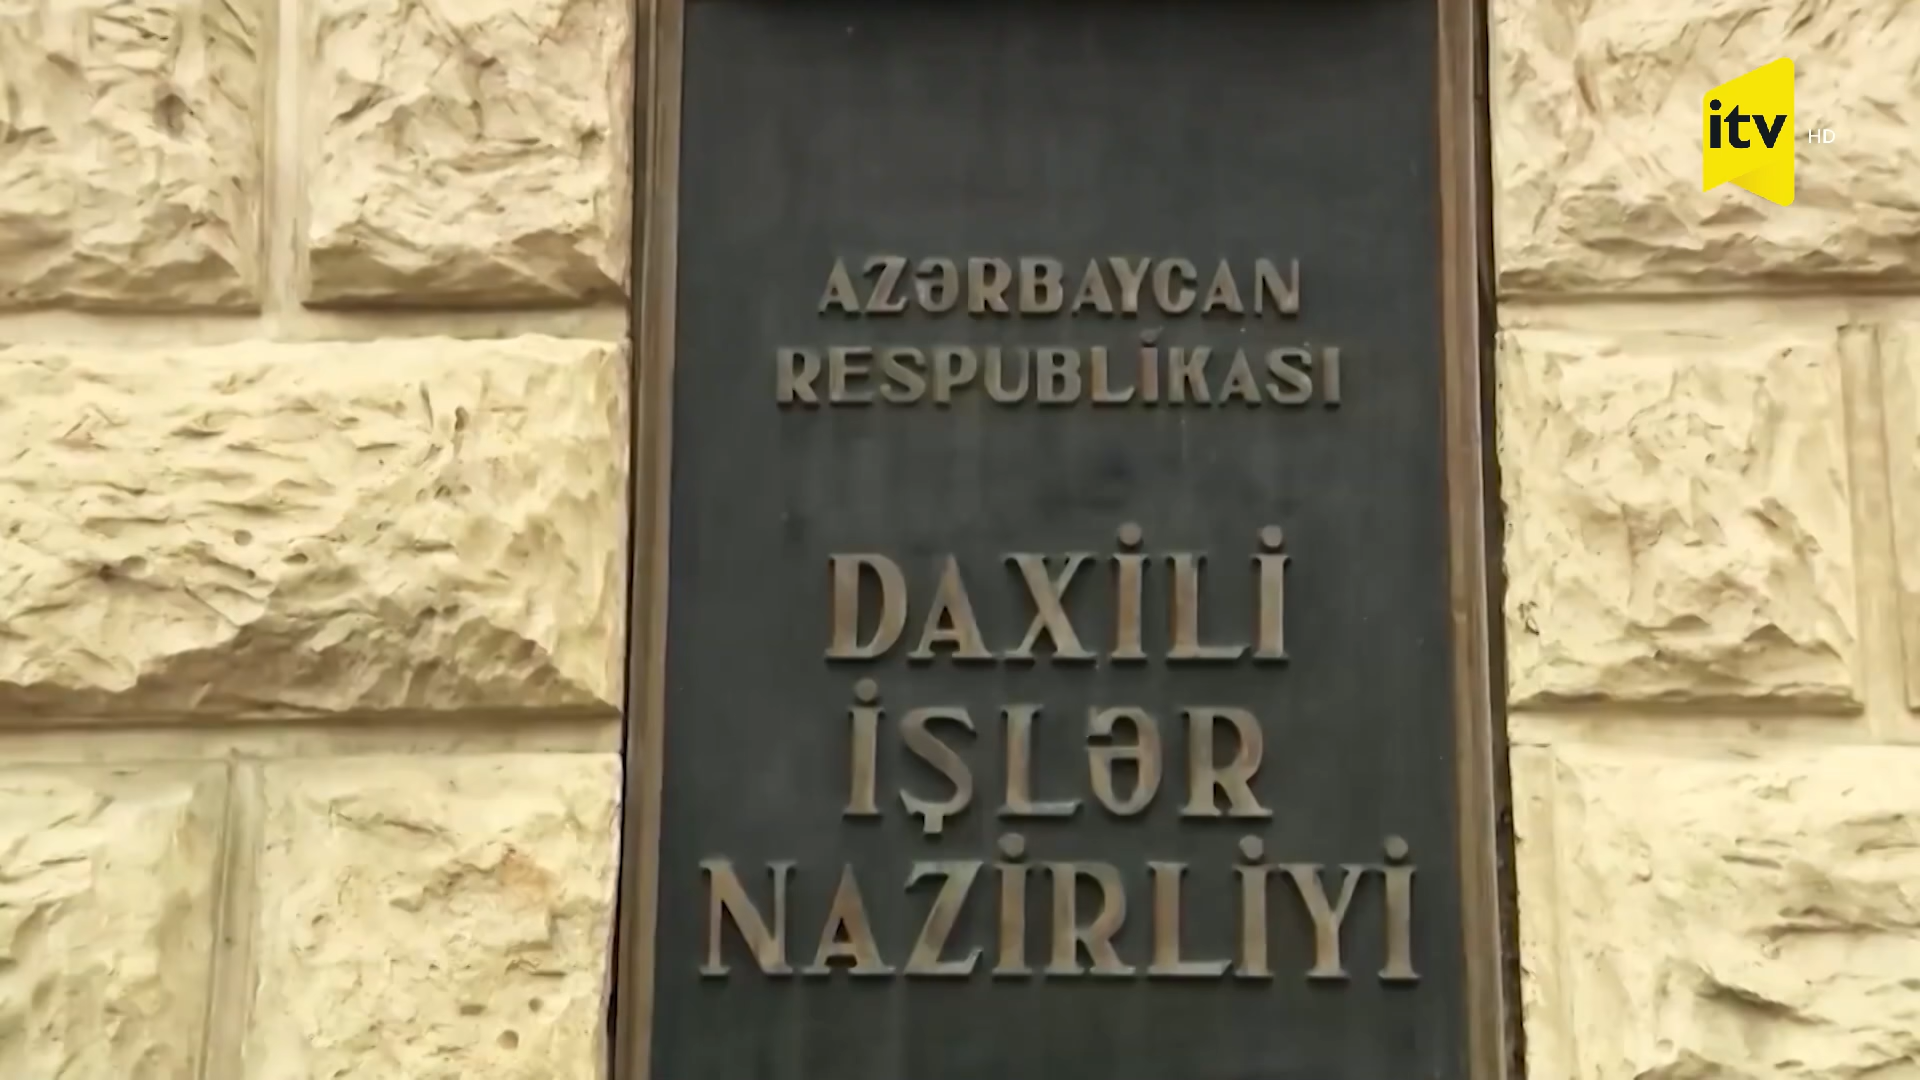 itv HD
AZƏRBAYCAN
RESPUBLİKASI
DAXİLİ
İŞLƏR
NAZİRLİYİ